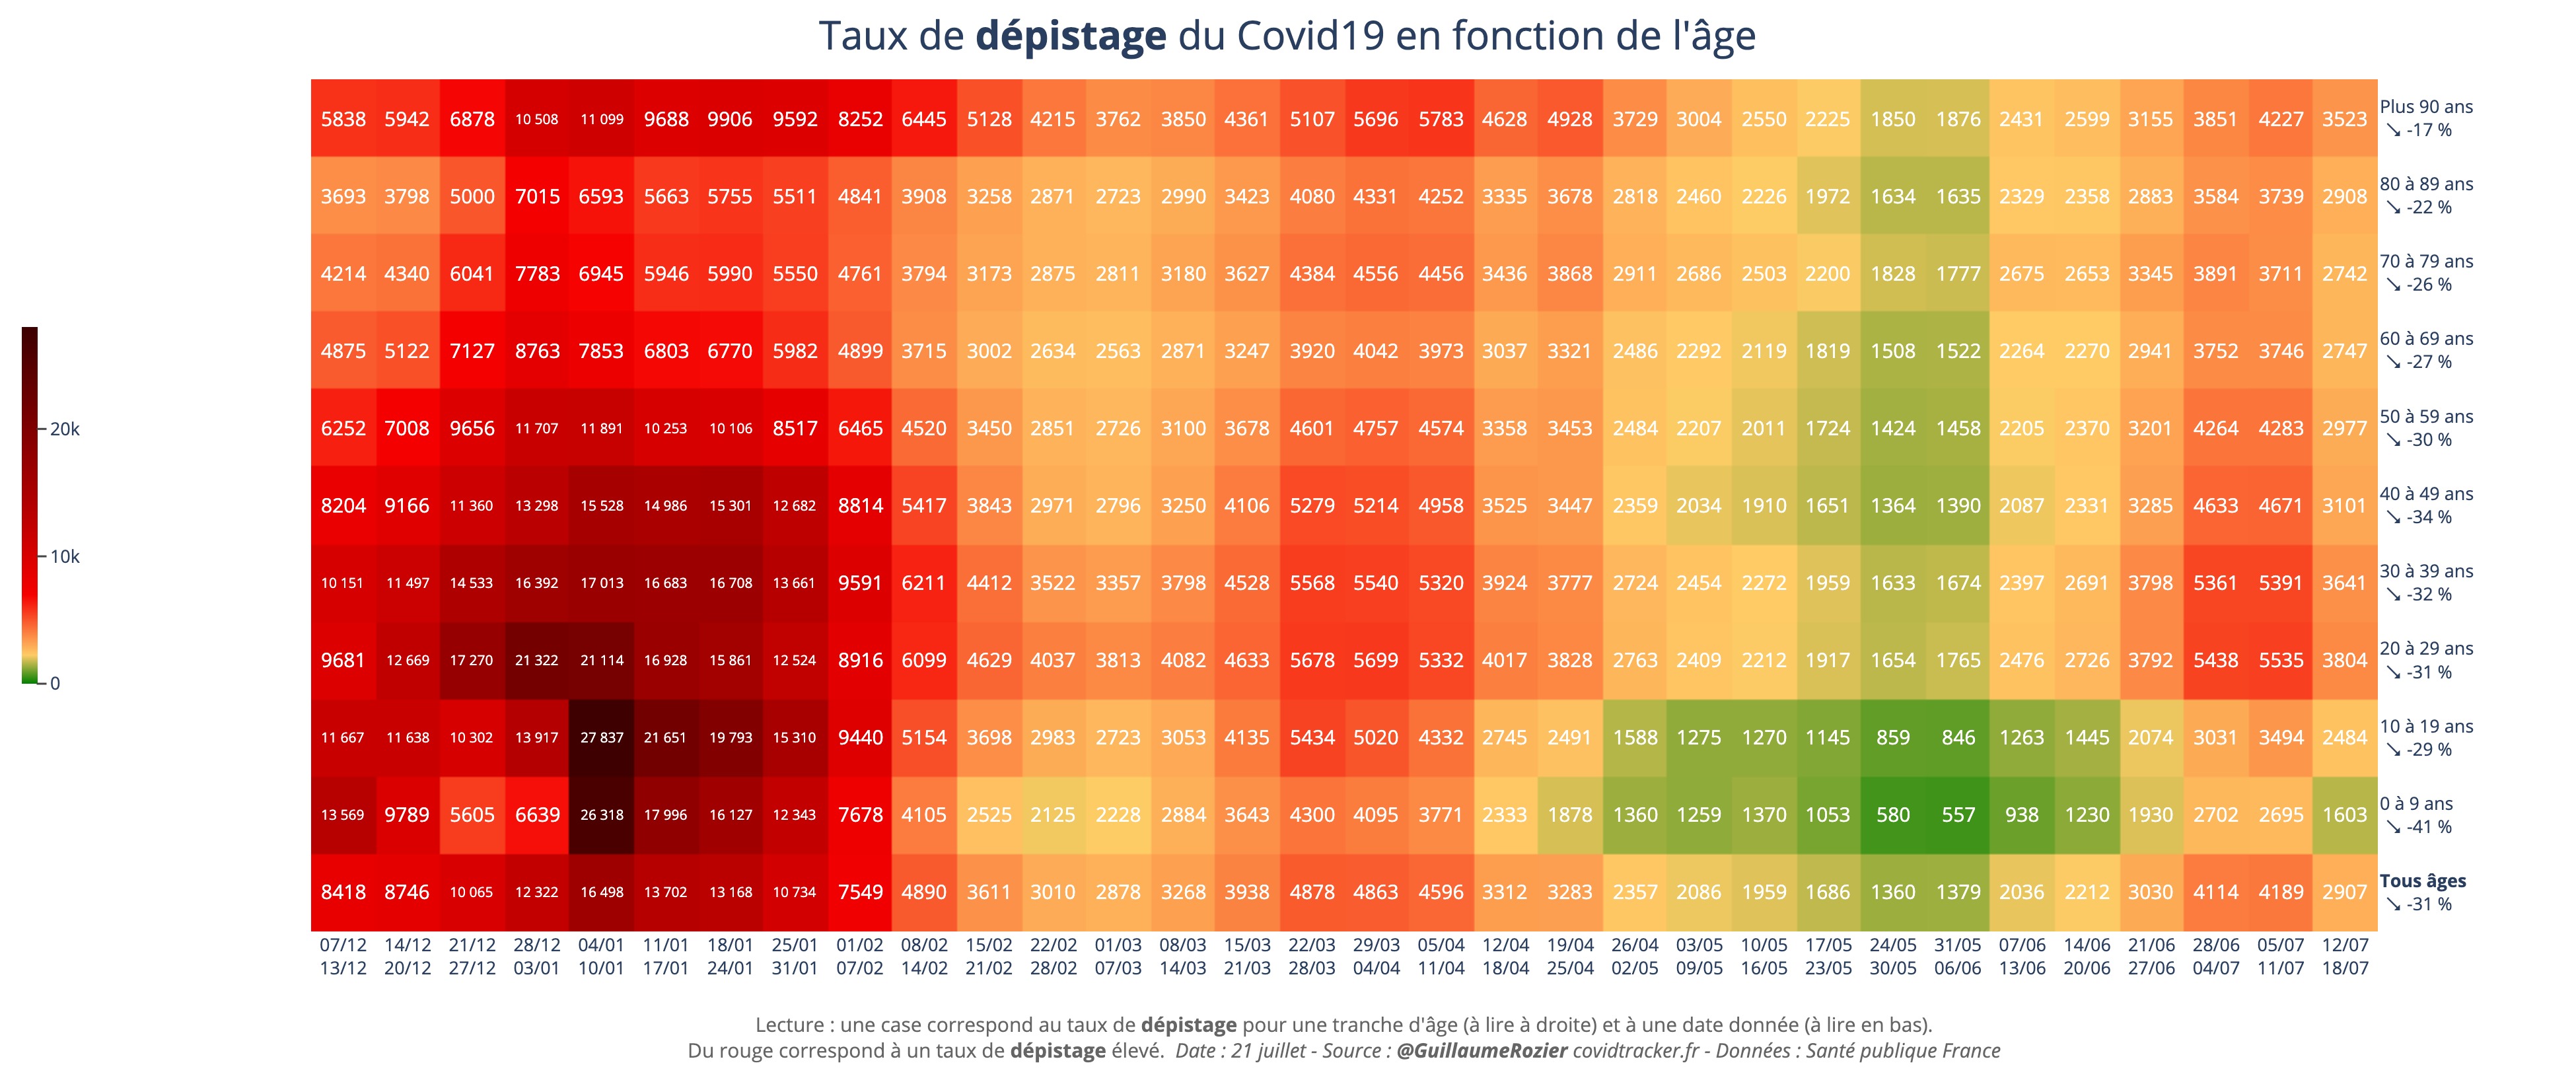 Taux de dépistage du Covid19 en fonction de l'âge
5838 5942 6878 10 508 11 099 9688 9906 9592 8252 6445 5128 4215 3762 3850 4361 5107 5696 5783 4628 4928 3729 3004 2550 2225 1850 1876 2431 2599 3155 3851 4227 3523 Plus 90 ans
↘ -17 %
3693 3798 5000 7015 6593 5663 5755 5511 4841 3908 3258 2871 2723 2990 3423 4080 4331 4252 3335 3678 2818 2460 2226 1972 1634 1635 2329 2358 2883 3584 3739 2908 80 à 89 ans
↘ -22 %
4214 4340 6041 7783 6945 5946 5990 5550 4761 3794 3173 2875 2811 3180 3627 4384 4556 4456 3436 3868 2911 2686 2503 2200 1828 1777 2675 2653 3345 3891 3711 2742 70 à 79 ans
↘ -26 %
4875 5122 7127 8763 7853 6803 6770 5982 4899 3715 3002 2634 2563 2871 3247 3920 4042 3973 3037 3321 2486 2292 2119 1819 1508 1522 2264 2270 2941 3752 3746 2747 60 à 69 ans
↘ -27 %
20k
6252 7008 9656 11 707 11 891 10 253 10 106 8517 6465 4520 3450 2851 2726 3100 3678 4601 4757 4574 3358 3453 2484 2207 2011 1724 1424 1458 2205 2370 3201 4264 4283 2977 50 à 59 ans
↘ -30 %
8204 9166 11 360 13 298 15 528 14 986 15 301 12 682 8814 5417 3843 2971 2796 3250 4106 5279 5214 4958 3525 3447 2359 2034 1910 1651 1364 1390 2087 2331 3285 4633 4671 3101 40 à 49 ans
↘ -34 %
10k
10 151 11 497 14 533 16 392 17 013 16 683 16 708 13 661 9591 6211 4412 3522 3357 3798 4528 5568 5540 5320 3924 3777 2724 2454 2272 1959 1633 1674 2397 2691 3798 5361 5391 3641 30 à 39 ans
↘ -32 %
9681 12 669 17 270 21 322 21 114 16 928 15 861 12 524 8916 6099 4629 4037 3813 4082 4633 5678 5699 5332 4017 3828 2763 2409 2212 1917 1654 1765 2476 2726 3792 5438 5535 3804 20 à 29 ans
↘ -31 %
0
11 667 11 638 10 302 13 917 27 837 21 651 19 793 15 310 9440 5154 3698 2983 2723 3053 4135 5434 5020 4332 2745 2491 1588 1275 1270 1145 859 846 1263 1445 2074 3031 3494 2484 10 à 19 ans
↘ -29 %
13 569 9789 5605 6639 26 318 17 996 16 127 12 343 7678 4105 2525 2125 2228 2884 3643 4300 4095 3771 2333 1878 1360 1259 1370 1053 580 557 938 1230 1930 2702 2695 1603 0 à 9 ans
↘ -41 %
8418 8746 10 065 12 322 16 498 13 702 13 168 10 734 7549 4890 3611 3010 2878 3268 3938 4878 4863 4596 3312 3283 2357 2086 1959 1686 1360 1379 2036 2212 3030 4114 4189 2907 Tous âges
↘ -31 %
07/12 14/12 21/12 28/12 04/01 11/01 18/01 25/01 01/02 08/02 15/02 22/02 01/03 08/03 15/03 22/03 29/03 05/04 12/04 19/04 26/04 03/05 10/05 17/05 24/05 31/05 07/06 14/06 21/06 28/06 05/07 12/07
13/12 20/12 27/12 03/01 10/01 17/01 24/01 31/01 07/02 14/02 21/02 28/02 07/03 14/03 21/03 28/03 04/04 11/04 18/04 25/04 02/05 09/05 16/05 23/05 30/05 06/06 13/06 20/06 27/06 04/07 11/07 18/07
Lecture : une case correspond au taux de dépistage pour une tranche d'âge (à lire à droite) et à une date donnée (à lire en bas).
Du rouge correspond à un taux de dépistage élevé. Date : 21 juillet - Source : @GuillaumeRozier covidtracker.fr - Données : Santé publique France